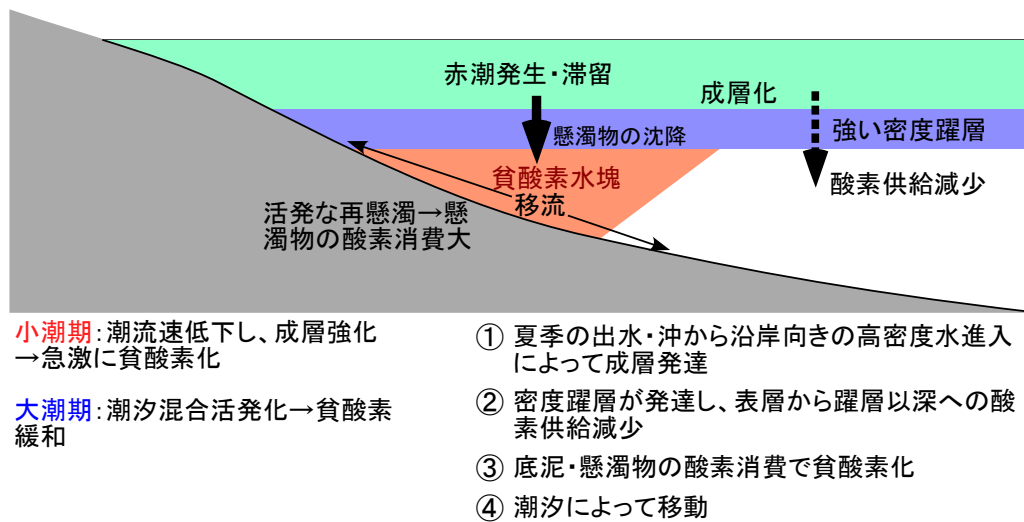 赤潮発生・滞留
成層化
懸濁物の沈降
強い密度躍層
貧酸素水塊
移流
酸素供給減少
活発な再懸濁→懸
濁物の酸素消費大
小潮期:潮流速低下し、成層強化
→急激に貧酸素化
大潮期:潮汐混合活発化→貧酸素
緩和
① 夏季の出水・沖から沿岸向きの高密度水進入
によって成層発達
② 密度躍層が発達し、表層から躍層以深への酸
素供給減少
③ 底泥・懸濁物の酸素消費で貧酸素化
④ 潮汐によって移動